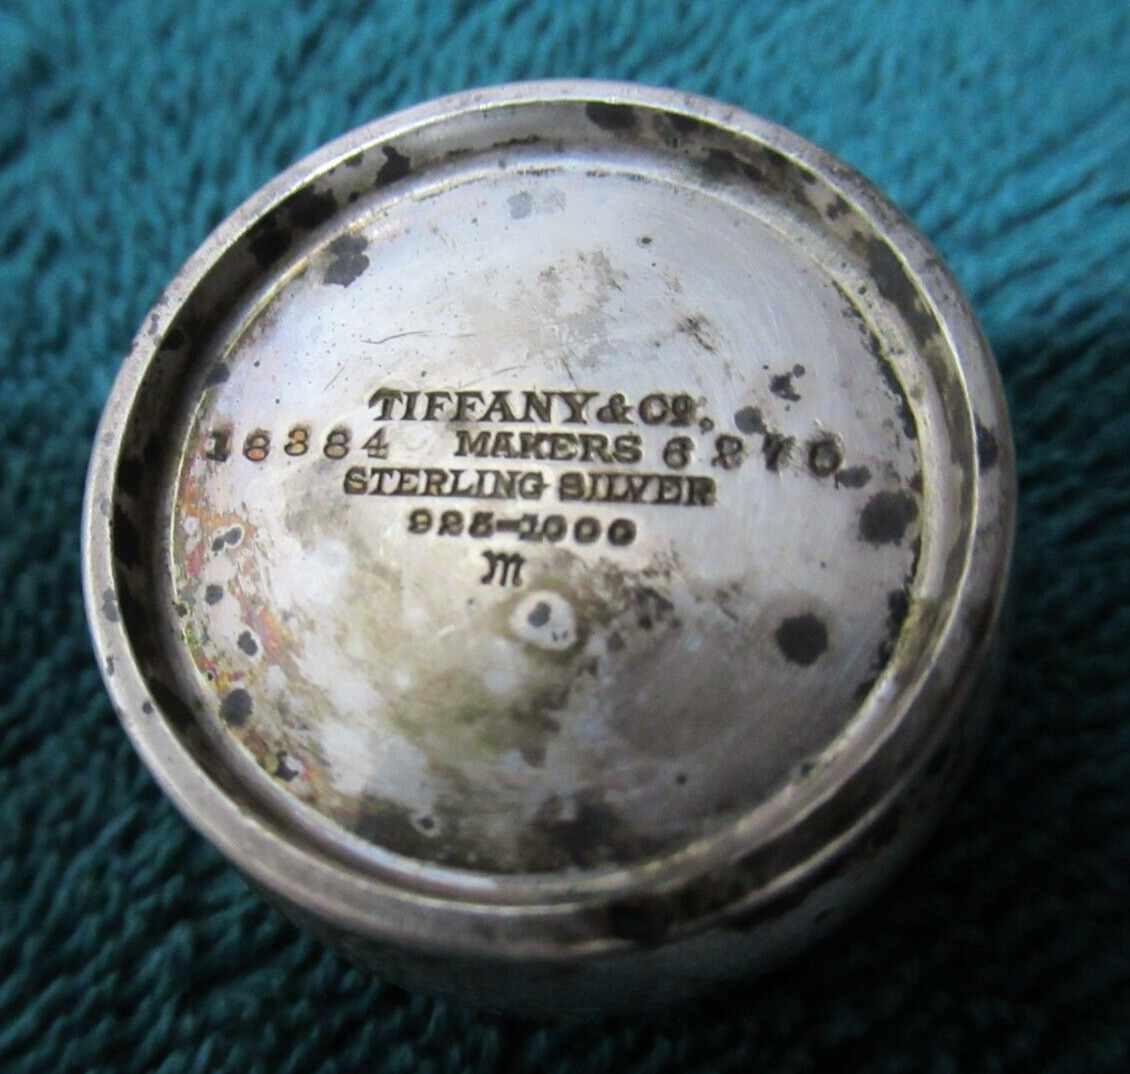 TIFFANY & Co.,
18384 MAKERS 6270
STERLING SILVER
925-1000
m